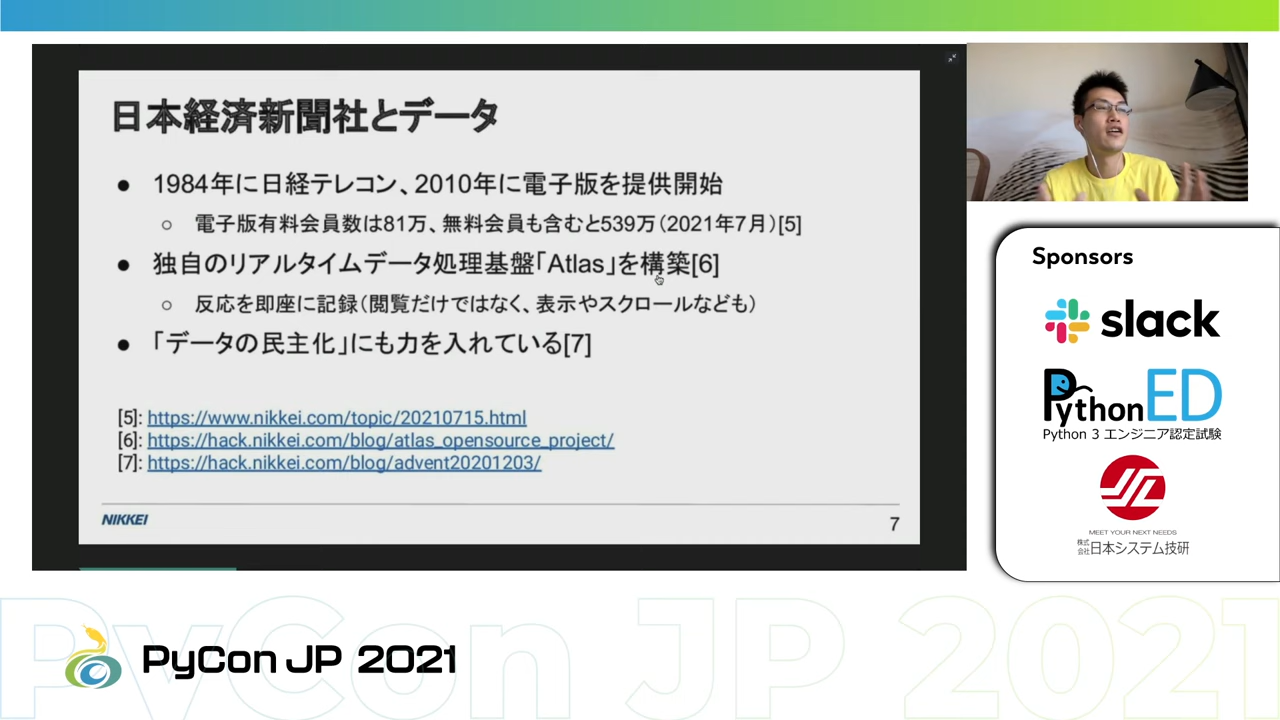 日本経済新聞社とデータ
● 1984年に日経テレコン、2010年に電子版を提供開始
○ 電子版有料会員数は81万、無料会員も含むと539万(2021年7月)[5]
● 独自のリアルタイムデータ処理基盤「Atlas」を構築[6]
○ 反応を即座に記録(閲覧だけではなく、表示やスクロールなども)
● 「データの民主化」にも力を入れている[7]
[5]: https://www.nikkei.com/topic/20210715.html
[6]: https://hack.nikkei.com/blog/atlas_opensource_project/
[7]: https://hack.nikkei.com/blog/advent20201203/
NIKKEI
7
Sponsors
slack
PythonED
Python 3 エンジニア認定試験
MEET YOUR NEXT NEEDS
株式会社日本システム技研
PyCon JP 2021
PyCon JP 2021